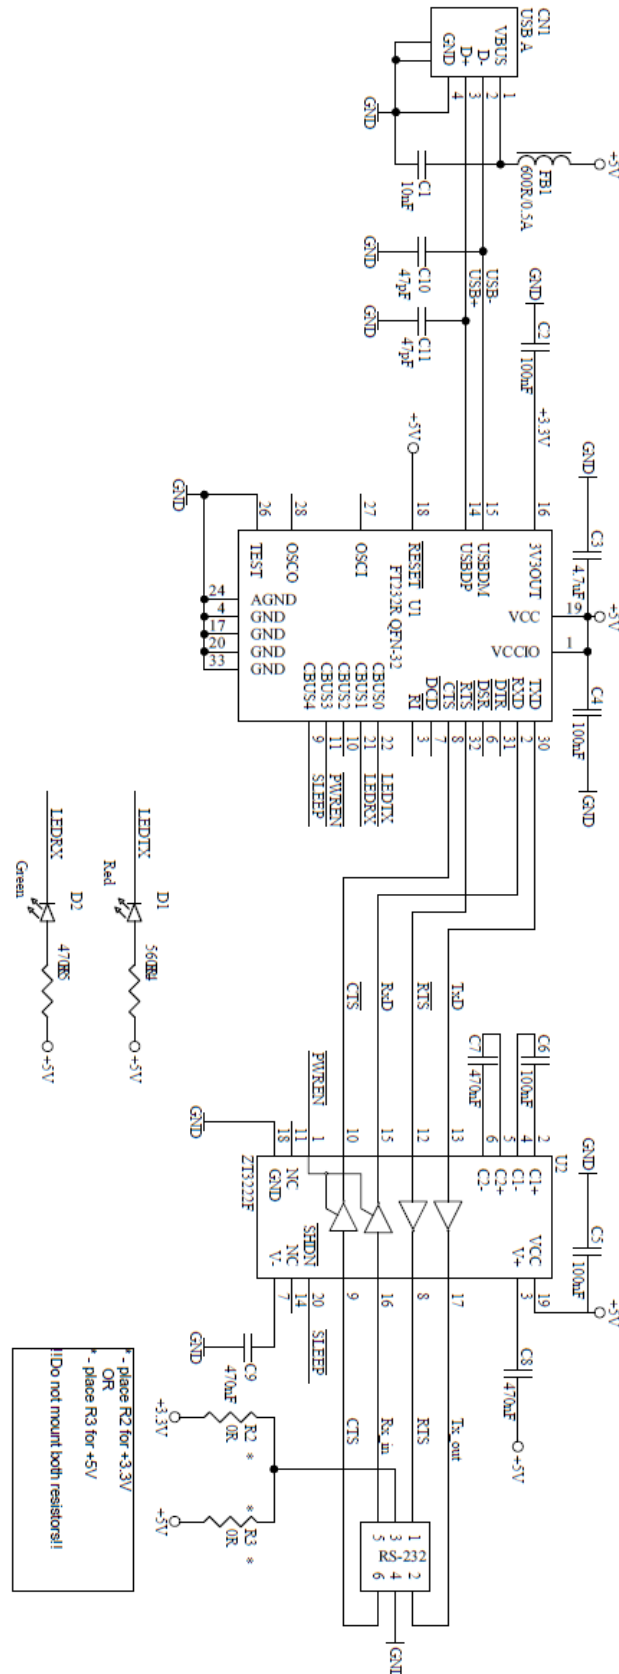 CN1
USB A
VBUS
D-
D+
GND
1
2
3
4
GND
+5V
FB1
600R/0.5A
C1
10nF
C10
47pF
GND
C11
47pF
GND
USB-
USB+
GND
C2
100nF
+3.3V
GND
C3
4.7uF
+5V
C4
100nF
GND
+5V
16
15
14
18
27
28
26
GND
3V3OUT
USBDM
USBDP
RESET
OSCI
OSCO
TEST
U1
FT232R QFN-32
VCC
19
VCCIO
1
24
AGND
4
GND
17
GND
20
GND
33
GND
TXD
RXD
DTR
DSR
RTS
CTS
DCD
RI
CBUS0
CBUS1
CBUS2
CBUS3
CBUS4
30
2
31
6
32
8
7
3
22
21
10
11
9
LEDTX
LEDRX
PWREN
SLEEP
LEDTX
D1
Red
+5V
LEDRX
D2
Green
+5V
TxD
RTS
RxD
CTS
PWREN
C6
100nF
C7
470nF
GND
2
4
5
6
13
12
15
10
1
11
18
U2
C1+
C1-
C2+
C2-
NC
GND
ZT3222F
GND
C5
100nF
+5V
VCC
V+
SHDN
NC
V-
19
3
17
8
16
9
20
14
7
C8
470nF
+5V
SLEEP
C9
470nF
GND
Tx_out
RTS
Rx_in
CTS
+3.3V
R2 *
0R
+5V
R3 *
0R
1 2
3 4
5 6
RS-232
GND
* - place R2 for +3.3V
OR
* - place R3 for +5V
!!Do not mount both resistors!!